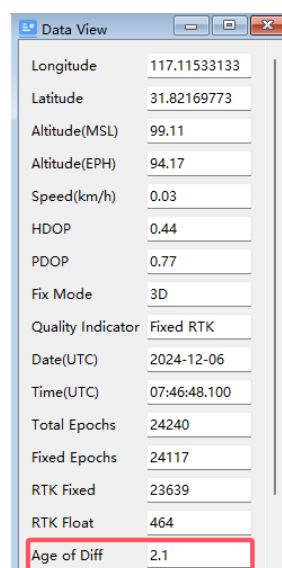 Data View
Longitude 117.11533133
Latitude 31.82169773
Altitude(MSL) 99.11
Altitude(EPH) 94.17
Speed(km/h) 0.03
HDOP 0.44
PDOP 0.77
Fix Mode 3D
Quality Indicator Fixed RTK
Date(UTC) 2024-12-06
Time(UTC) 07:46:48.100
Total Epochs 24240
Fixed Epochs 24117
RTK Fixed 23639
RTK Float 464
Age of Diff 2.1